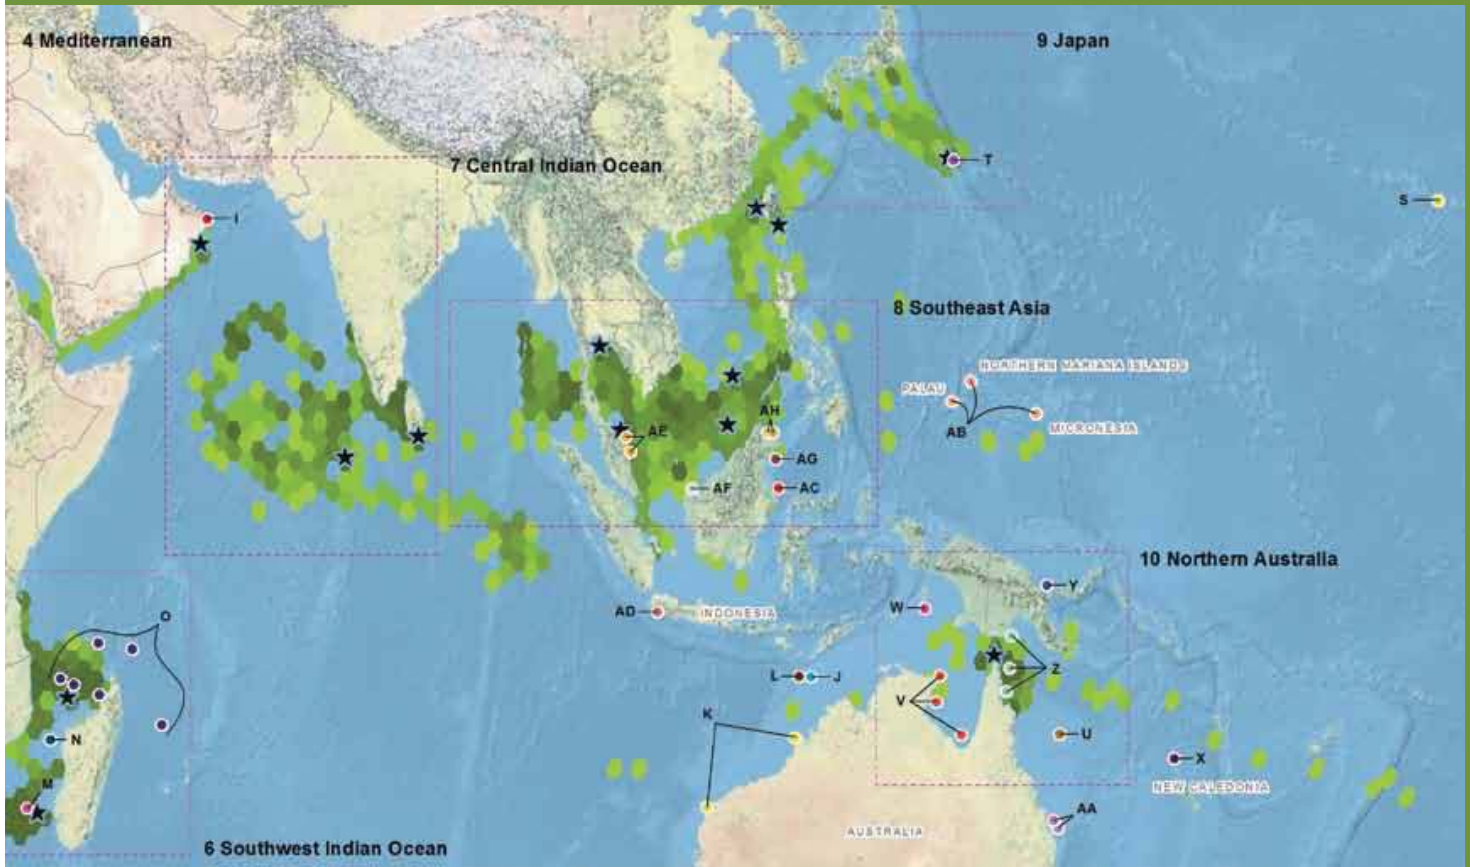 4 Mediterranean
9 Japan
7 Central Indian Ocean
T
S
I
8 Southeast Asia
NORTHERN MARIANA ISLANDS
PALAU
AH
AE
AB
MICRONESIA
AG
AF
AC
10 Northern Australia
Y
W
AD
INDONESIA
O
Z
L
J
V
K
N
U
X
M
NEW CALEDONIA
AA
AUSTRALIA
6 Southwest Indian Ocean